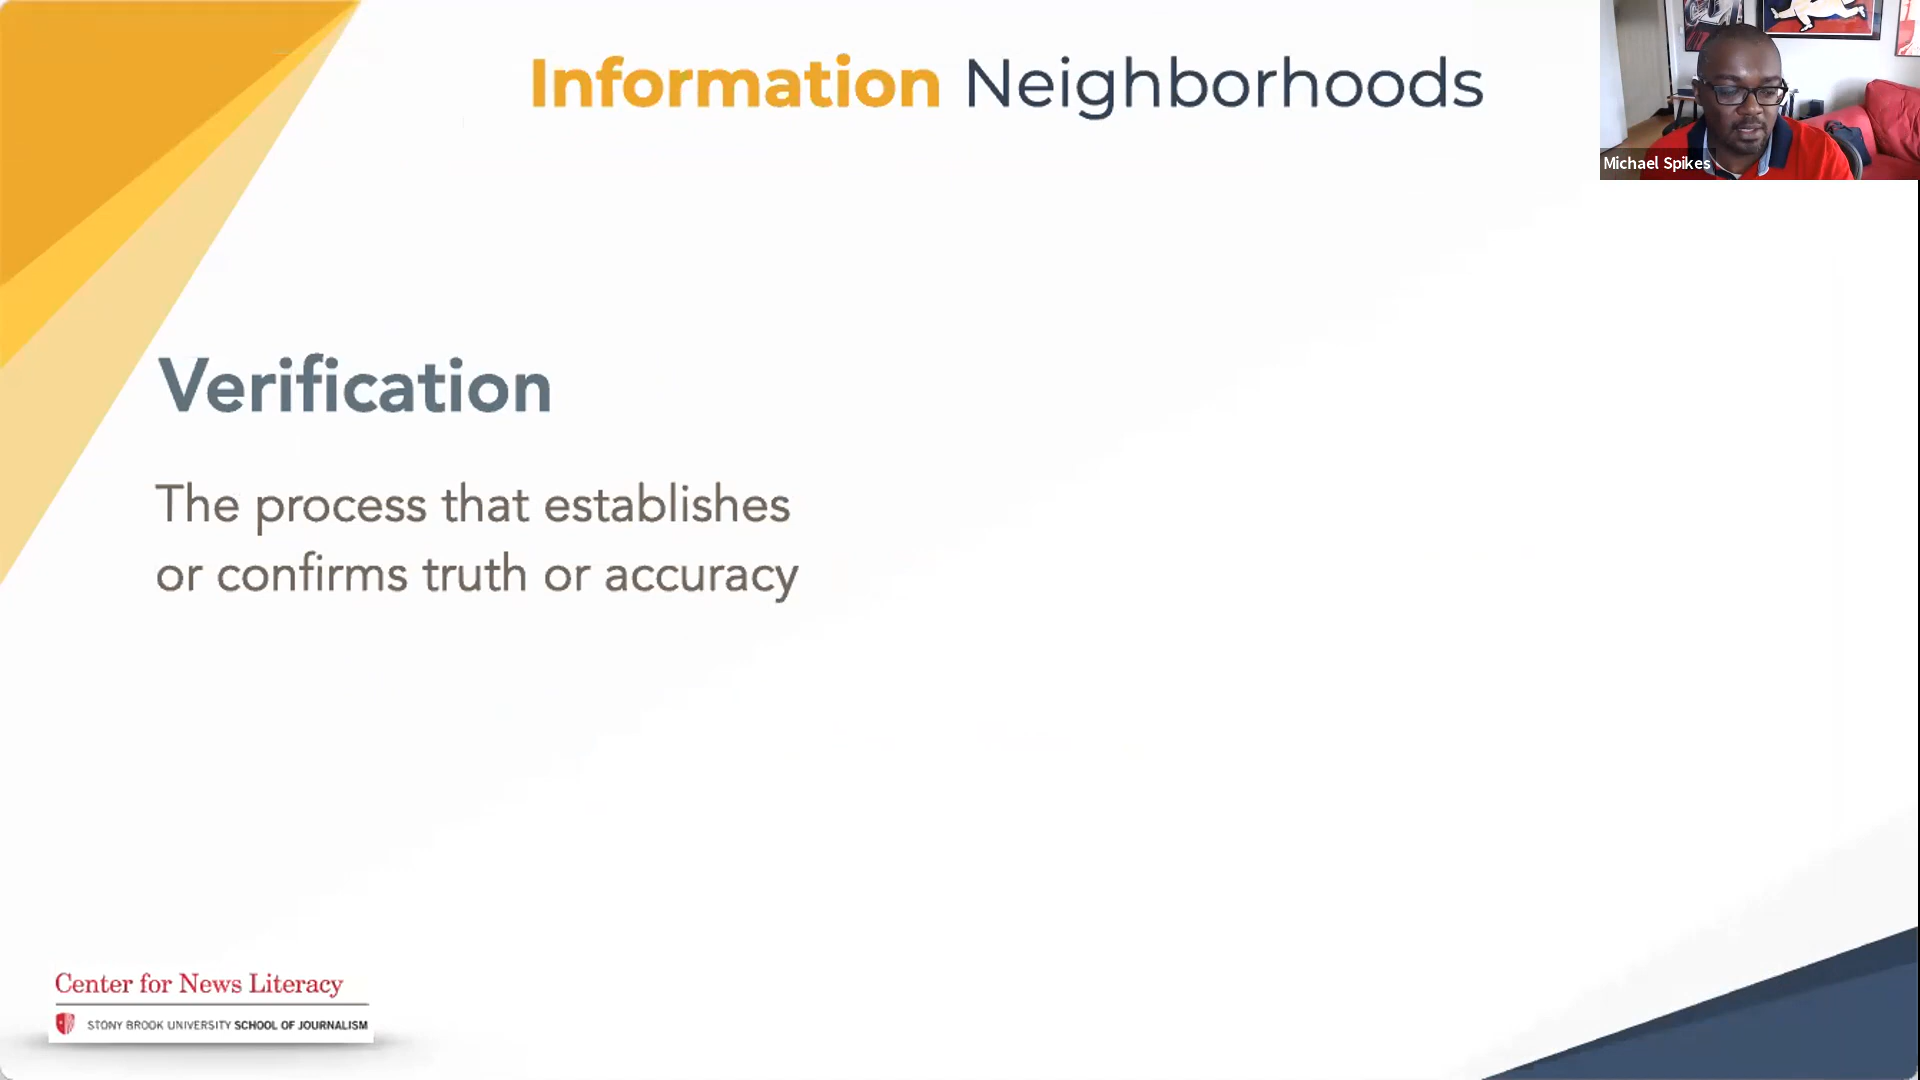 Information Neighborhoods
Michael Spikes
Verification
The process that establishes
or confirms truth or accuracy
Center for News Literacy
STONY BROOK UNIVERSITY SCHOOL OF JOURNALISM